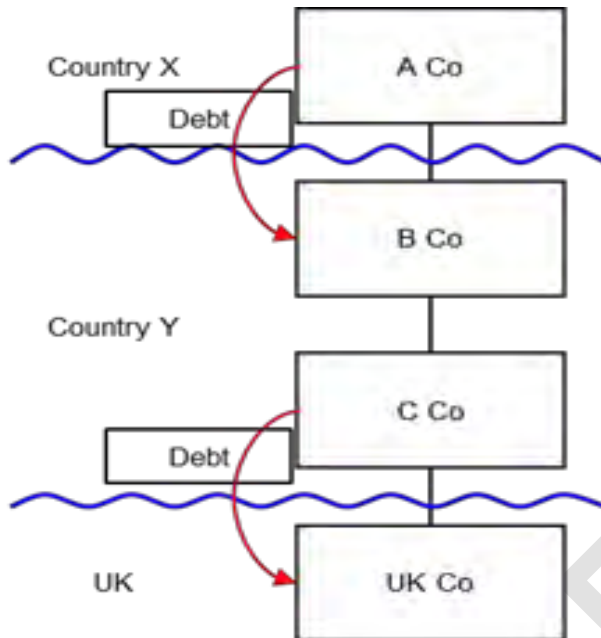 A Co
Country X
Debt
B Co
Country Y
C Co
Debt
UK
UK Co